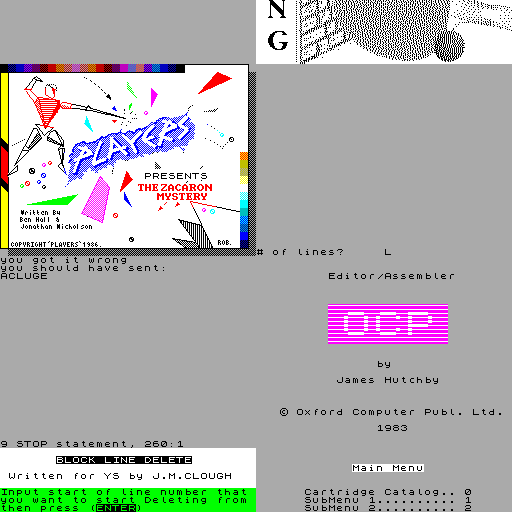 N
G
PLAYERS
PRESENTS
THE ZACARON
MYSTERY
Written By
Ben Hall &
Jonathan Nicholson
COPYRIGHT 'PLAYERS' 1986.
ROB.
you got it wrong
you should have sent:
ACLUGE
9 STOP statement, 260:1
BLOCK LINE DELETE
Written for YS by J.M.CLOUGH
Input start of line number that
you want to start Deleting from
then press (ENTER)
# of lines? L
Editor/Assembler
OCP
by
James Hutchby
© Oxford Computer Publ. Ltd.
1983
Main Menu
Cartridge Catalog.. 0
SubMenu 1.......... 1
SubMenu 2.......... 2